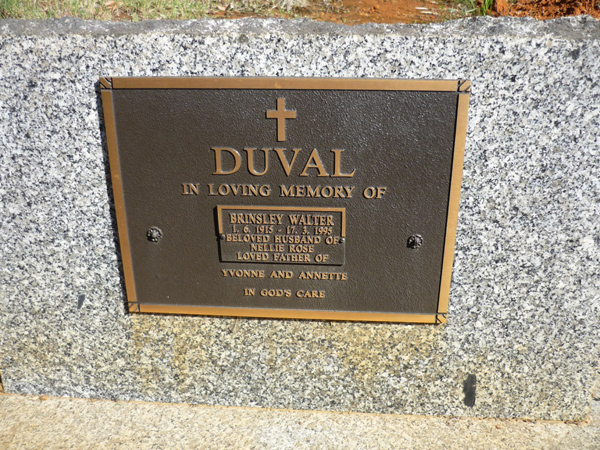 DUVAL
IN LOVING MEMORY OF
BRINSLEY WALTER
1. 6. 1915 - 17. 3. 1995
BELOVED HUSBAND OF
NELLIE ROSE
LOVED FATHER OF
YVONNE AND ANNETTE
IN GOD'S CARE